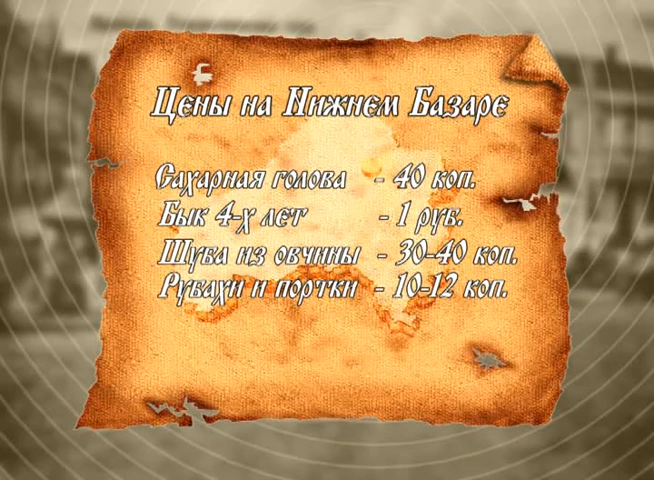 Цены на Нижнем Базаре
Сахарная голова - 40 коп.
Бык 4-х лет - 1 руб.
Шуба из овчины - 30-40 коп.
Рубахи и портки - 10-12 коп.